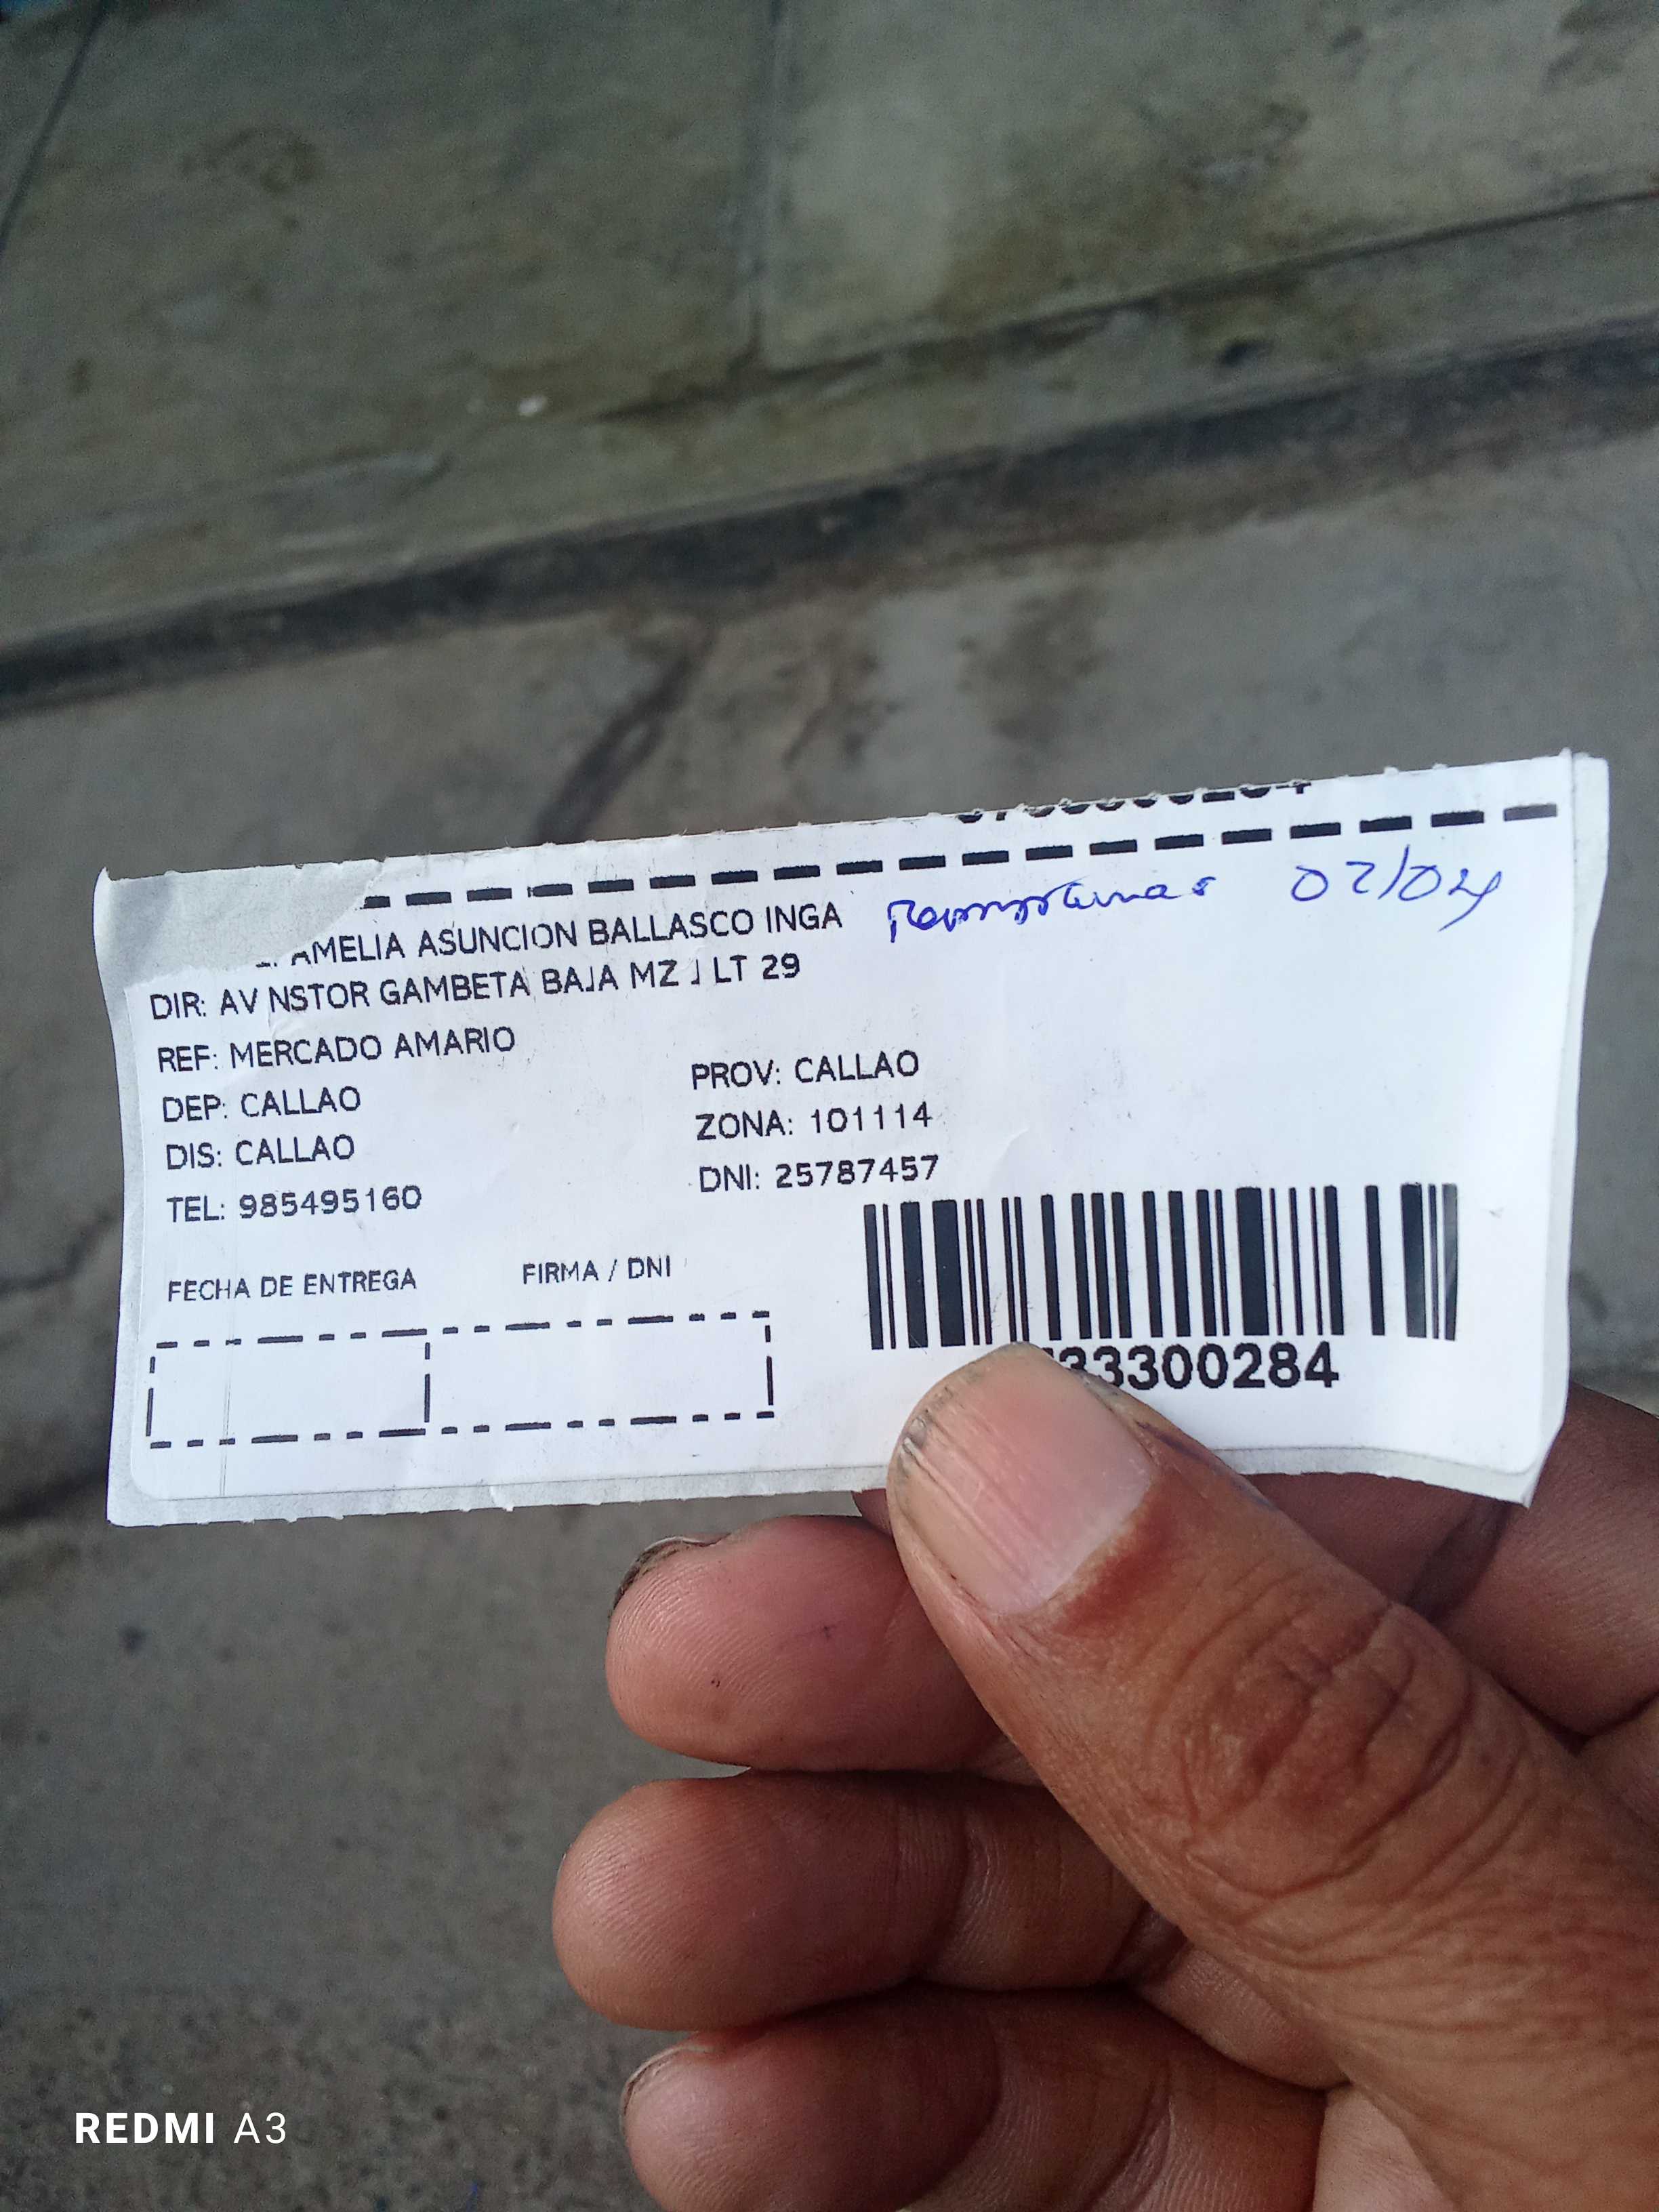 AMELIA ASUNCION BALLASCO INGA
02/04
DIR: AV NSTOR GAMBETA BAJA MZ J LT 29
REF: MERCADO AMARIO
DEP: CALLAO
PROV: CALLAO
DIS: CALLAO
ZONA: 101114
TEL: 985495160
DNI: 25787457
FECHA DE ENTREGA
FIRMA / DNI
33300284
REDMI A3